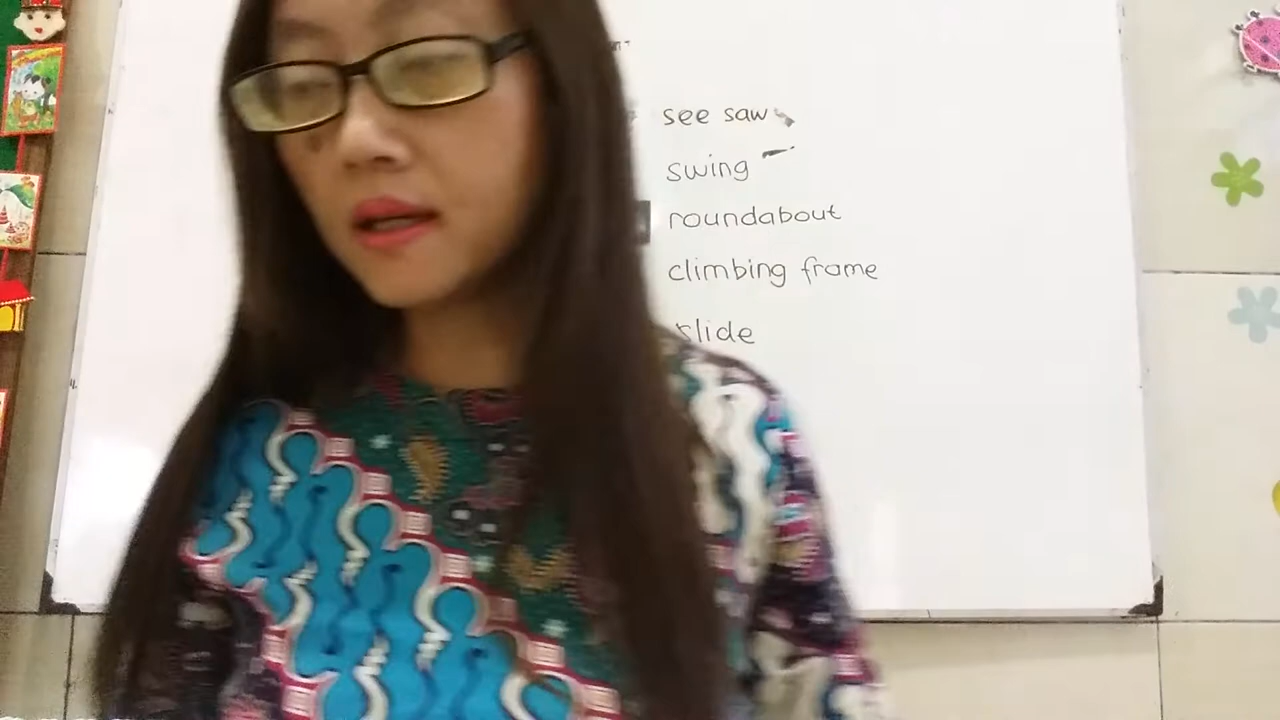 see saw
swing
roundabout
climbing frame
slide